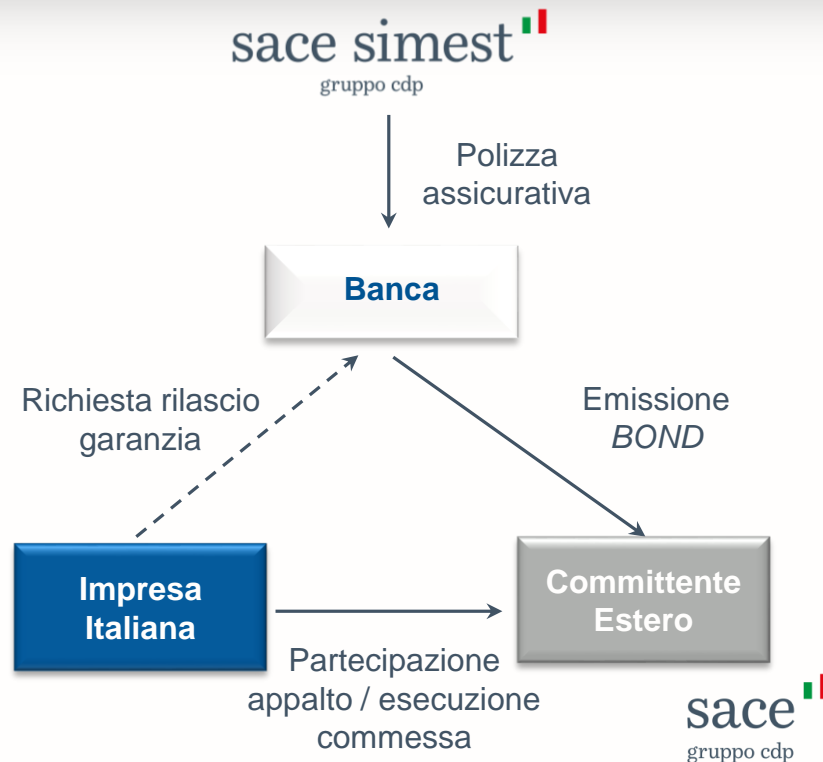 sace simest
gruppo cdp
Polizza
assicurativa
Banca
Richiesta rilascio
garanzia
Emissione
BOND
Impresa
Italiana
Committente
Estero
Partecipazione
appalto / esecuzione
commessa
sace
gruppo cdp